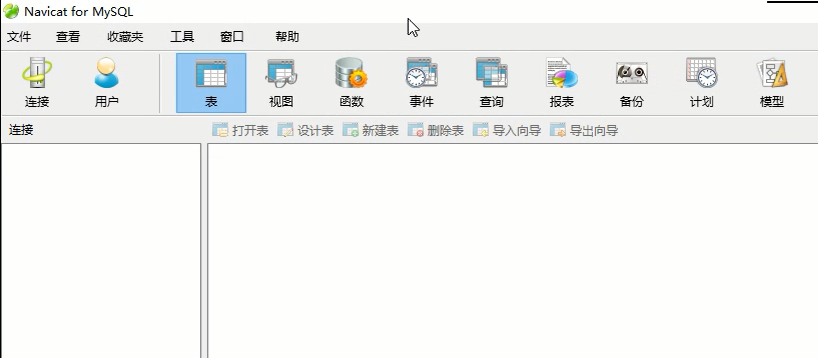 Navicat for MySQL
文件 查看 收藏夹 工具 窗口 帮助
连接 用户 表 视图 函数 事件 查询 报表 备份 计划 模型
连接 打开表 设计表 新建表 删除表 导入向导 导出向导